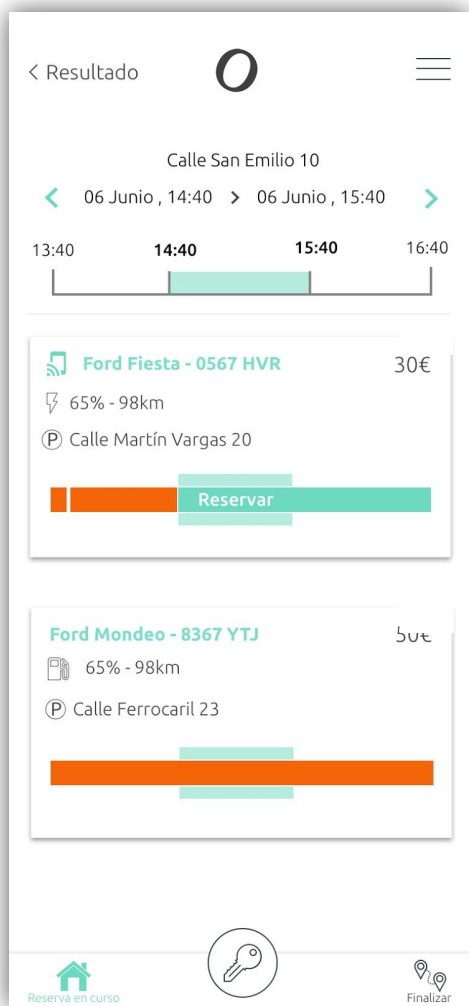 < Resultado
O
Calle San Emilio 10
< 06 Junio , 14:40 > 06 Junio , 15:40 >
13:40 14:40 15:40 16:40
Ford Fiesta - 0567 HVR 30€
65% - 98km
P Calle Martín Vargas 20
Reservar
Ford Mondeo - 8367 YTJ 50€
65% - 98km
P Calle Ferrocaril 23
Reserva en curso
Finalizar